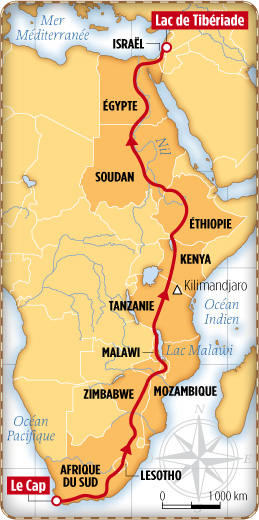 Mer
Méditerranée
Lac de Tibériade
ISRAËL
ÉGYPTE
Nil
SOUDAN
ÉTHIOPIE
KENYA
Kilimandjaro
TANZANIE
Océan
Indien
MALAWI
Lac Malawi
ZIMBABWE
MOZAMBIQUE
Océan
Pacifique
N
AFRIQUE
DU SUD
LESOTHO
Le Cap
0 1 000 km